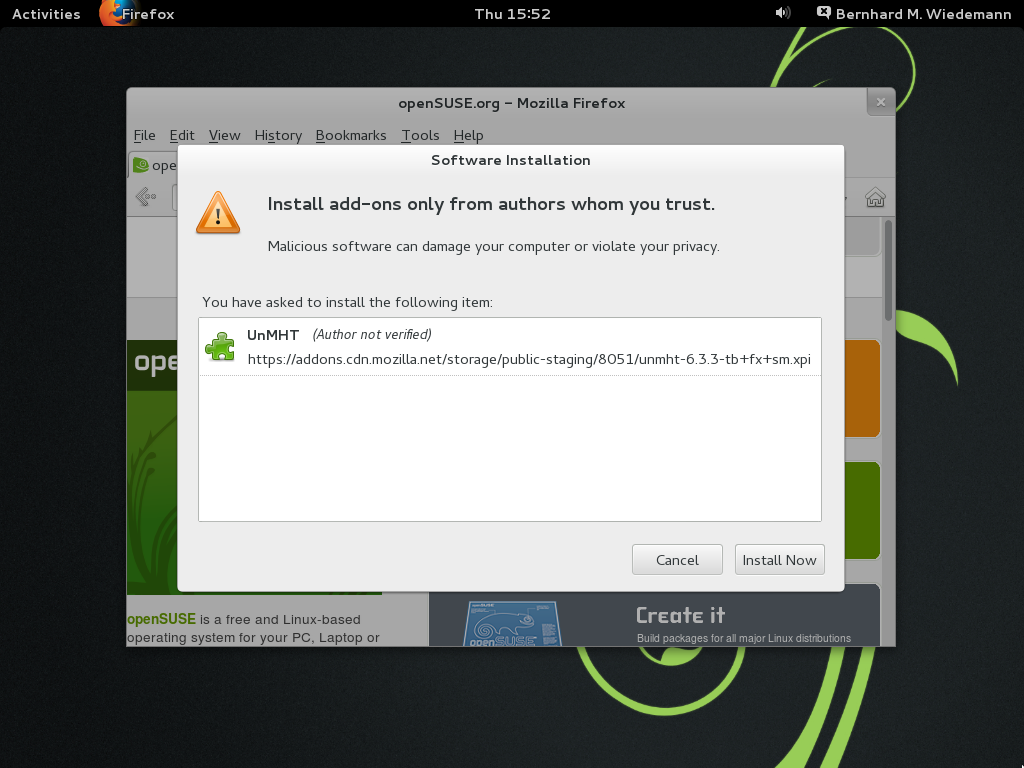 Activities Firefox Thu 15:52 Bernhard M. Wiedemann
openSUSE.org - Mozilla Firefox
File Edit View History Bookmarks Tools Help
ope
Software Installation
Install add-ons only from authors whom you trust.
Malicious software can damage your computer or violate your privacy.
You have asked to install the following item:
UnMHT (Author not verified)
https://addons.cdn.mozilla.net/storage/public-staging/8051/unmht-6.3.3-tb+fx+sm.xpi
ope
Cancel Install Now
openSUSE is a free and Linux-based
operating system for your PC, Laptop or
openSUSE
Create it
Build packages for all major Linux distributions